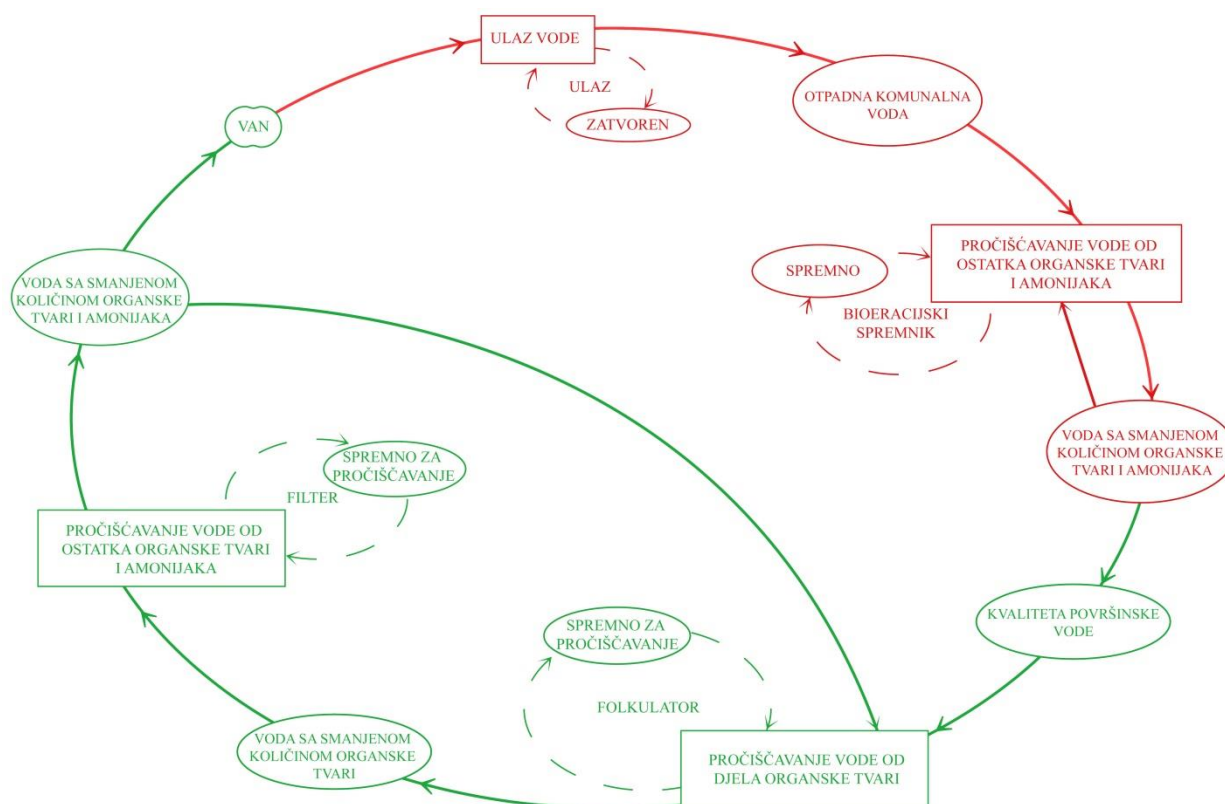 ULAZ VODE
ULAZ
ZATVOREN
OTPADNA KOMUNALNA
VODA
VAN
PROČIŠĆAVANJE VODE OD
OSTATKA ORGANSKE TVARI
I AMONIJAKA
SPREMNO
BIOERACIJSKI
SPREMNIK
VODA SA SMANJENOM
KOLIČINOM ORGANSKE
TVARI I AMONIJAKA
VODA SA SMANJENOM
KOLIČINOM ORGANSKE
TVARI I AMONIJAKA
SPREMNO ZA
PROČIŠČAVANJE
FILTER
PROČIŠĆAVANJE VODE OD
OSTATKA ORGANSKE TVARI
I AMONIJAKA
KVALITETA POVRŠINSKE
VODE
SPREMNO ZA
PROČIŠČAVANJE
FOLKULATOR
VODA SA SMANJENOM
KOLIČINOM ORGANSKE
TVARI
PROČIŠČAVANJE VODE OD
DJELA ORGANSKE TVARI